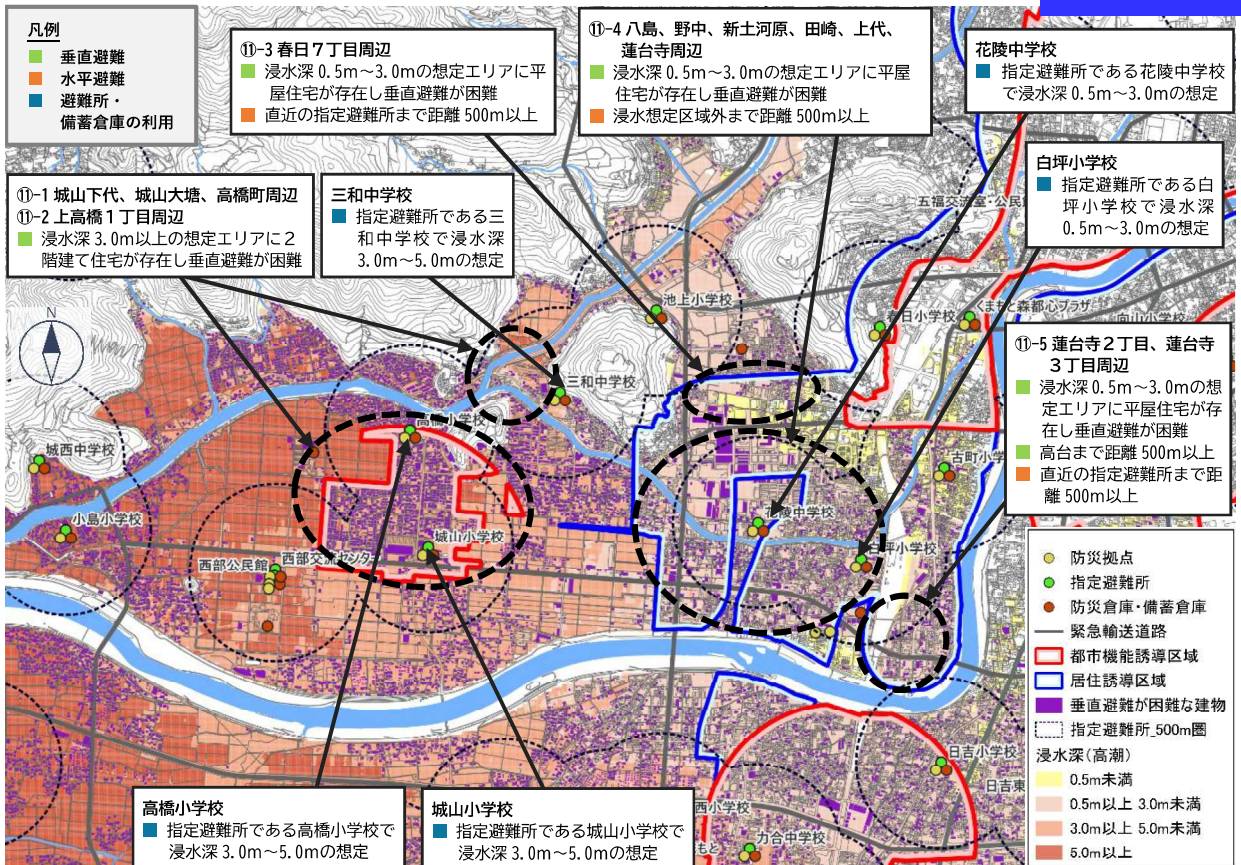 凡例
垂直避難
水平避難
避難所・
備蓄倉庫の利用
⑪-3 春日7丁目周辺
浸水深 0.5m～3.0mの想定エリアに平
屋住宅が存在し垂直避難が困難
直近の指定避難所まで距離 500m以上
⑪-4 八島、野中、新土河原、田崎、上代、
蓮台寺周辺
浸水深 0.5m～3.0mの想定エリアに平屋
住宅が存在し垂直避難が困難
浸水想定区域外まで距離 500m以上
花陵中学校
指定避難所である花陵中学校
で浸水深 0.5m～3.0mの想定
白坪小学校
指定避難所である白
坪小学校で浸水深
0.5m～3.0mの想定
⑪-1 城山下代、城山大塘、高橋町周辺
⑪-2 上高橋1丁目周辺
浸水深 3.0m以上の想定エリアに2
階建て住宅が存在し垂直避難が困難
三和中学校
指定避難所である三
和中学校で浸水深
3.0m～5.0mの想定
⑪-5 蓮台寺2丁目、蓮台寺
3丁目周辺
浸水深 0.5m～3.0mの想
定エリアに平屋住宅が存
在し垂直避難が困難
高台まで距離 500m以上
直近の指定避難所まで距
離 500m以上
N
五福交流室・公民
池上小学校
春日小学校
くまもと森都心プラザ
向山小学校
三和中学校
高橋小学校
城西中学校
古町小学
小島小学校
花陵中学校
白坪小学校
城山小学校
西部公民館
西部交流センター
日吉小学校
日吉東
西小学校
力合中学校
もと
防災拠点
指定避難所
防災倉庫・備蓄倉庫
緊急輸送道路
都市機能誘導区域
居住誘導区域
垂直避難が困難な建物
指定避難所_500m圏
浸水深(高潮)
0.5m未満
0.5m以上 3.0m未満
3.0m以上 5.0m未満
5.0m以上
高橋小学校
指定避難所である高橋小学校で
浸水深 3.0m～5.0mの想定
城山小学校
指定避難所である城山小学校で
浸水深 3.0m～5.0mの想定